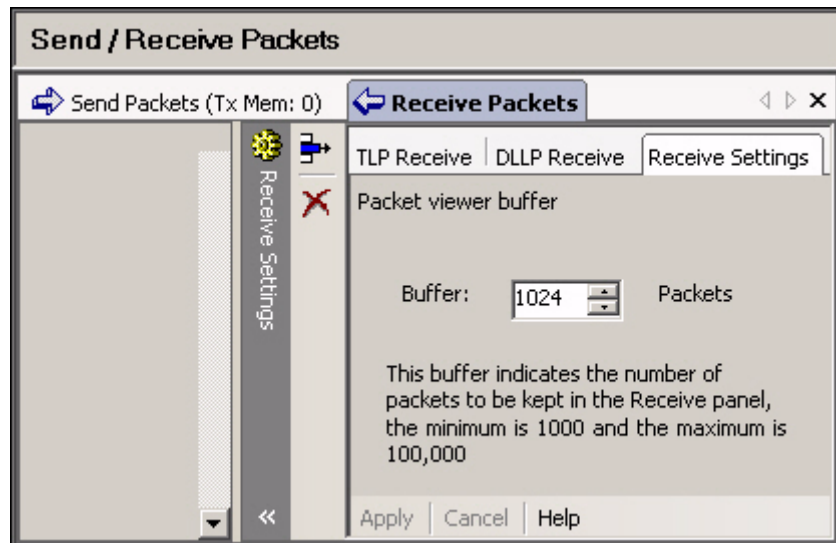 Send / Receive Packets
Send Packets (Tx Mem: 0)
Receive Packets
Receive Settings
TLP Receive
DLLP Receive
Receive Settings
Packet viewer buffer
Buffer: 1024 Packets
This buffer indicates the number of
packets to be kept in the Receive panel,
the minimum is 1000 and the maximum is
100,000
Apply
Cancel
Help